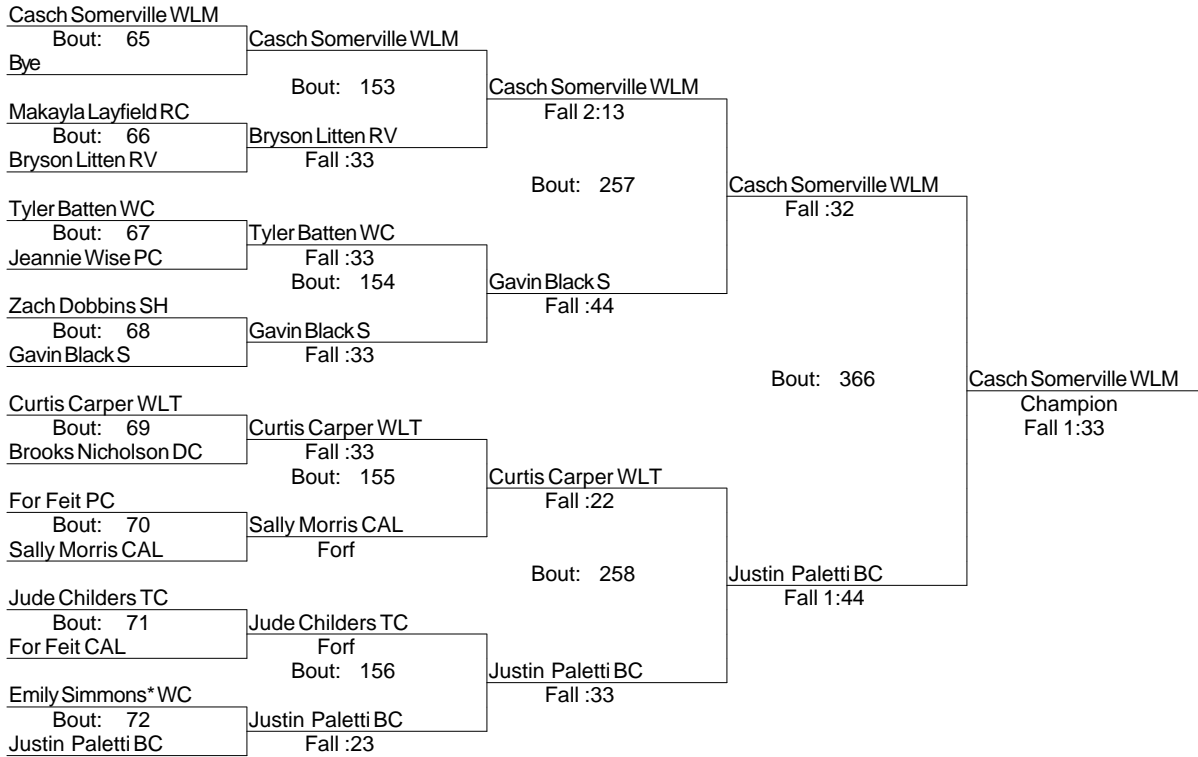 Casch Somerville WLM
Bout: 65
Bye
Makayla Layfield RC
Bout: 66
Bryson Litten RV
Tyler Batten WC
Bout: 67
Jeannie Wise PC
Zach Dobbins SH
Bout: 68
Gavin Black S
Curtis Carper WLT
Bout: 69
Brooks Nicholson DC
For Feit PC
Bout: 70
Sally Morris CAL
Jude Childers TC
Bout: 71
For Feit CAL
Emily Simmons* WC
Bout: 72
Justin Paletti BC
Casch Somerville WLM
Bout: 153
Bryson Litten RV
Fall :33
Tyler Batten WC
Fall :33
Bout: 154
Gavin Black S
Fall :33
Curtis Carper WLT
Fall :33
Bout: 155
Sally Morris CAL
Forf
Jude Childers TC
Forf
Bout: 156
Justin Paletti BC
Fall :23
Casch Somerville WLM
Fall 2:13
Bout: 257
Gavin Black S
Fall :44
Curtis Carper WLT
Fall :22
Bout: 258
Justin Paletti BC
Fall :33
Casch Somerville WLM
Fall :32
Bout: 366
Justin Paletti BC
Fall 1:44
Casch Somerville WLM
Champion
Fall 1:33